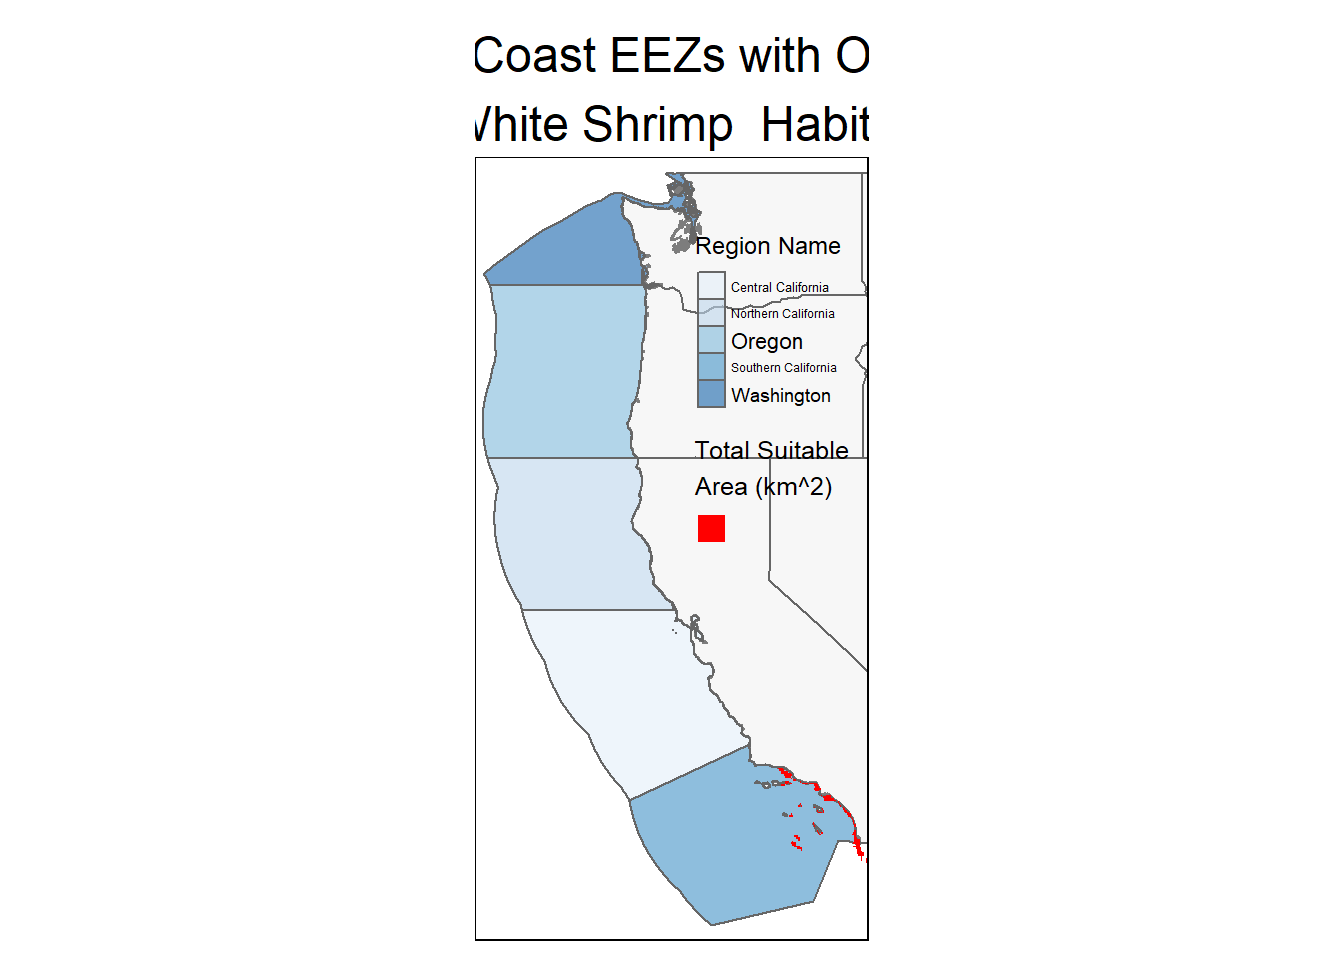 Coast EEZs with O
White Shrimp  Habit
Region Name
Central California
Northern California
Oregon
Southern California
Washington
Total Suitable
Area (km^2)